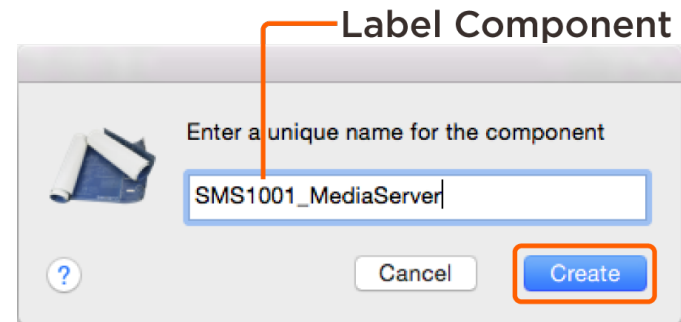 Label Component
Enter a unique name for the component
SMS1001_MediaServer
?
Cancel
Create